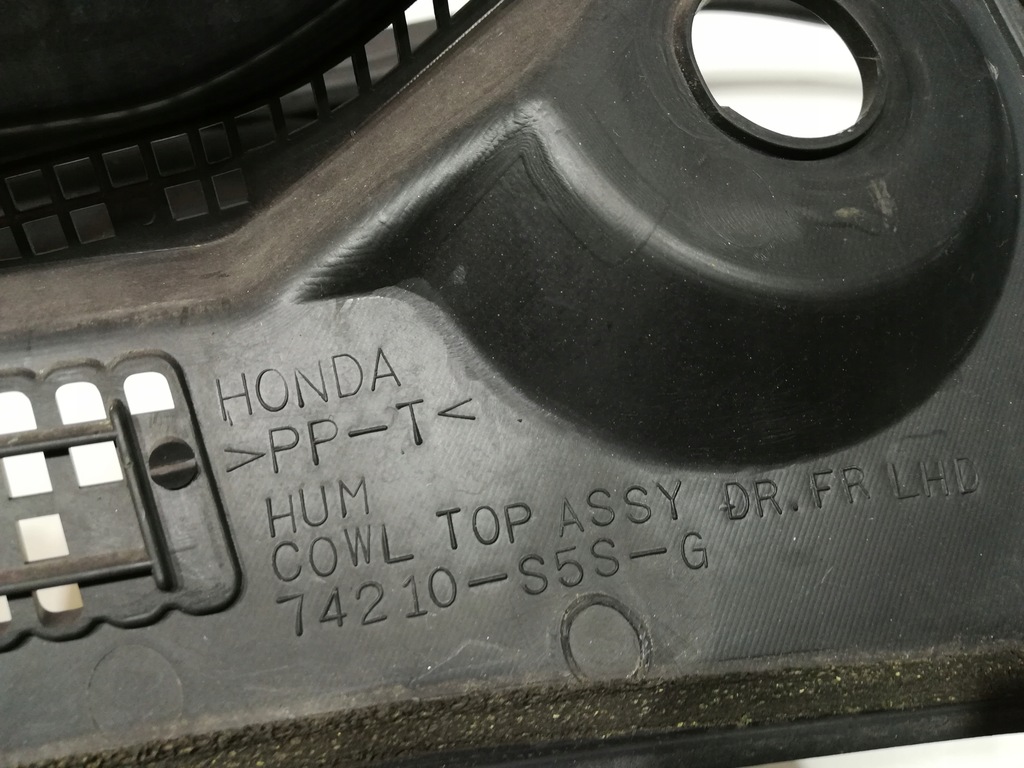 HONDA
>PP-T<
HUM
COWL TOP ASSY DR.FR LHD
74210-S5S-G